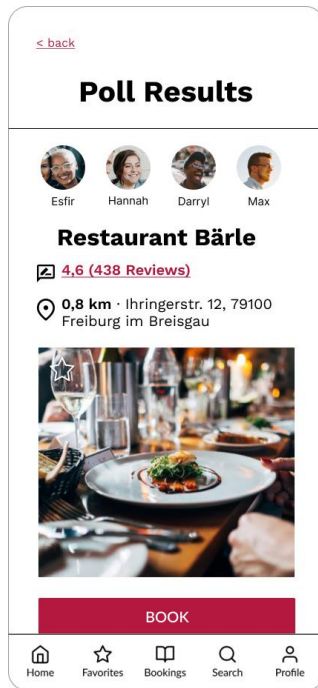 < back
Poll Results
Esfir Hannah Darryl Max
Restaurant Bärle
4,6 (438 Reviews)
0,8 km · Ihringerstr. 12, 79100
Freiburg im Breisgau
BOOK
Home Favorites Bookings Search Profile